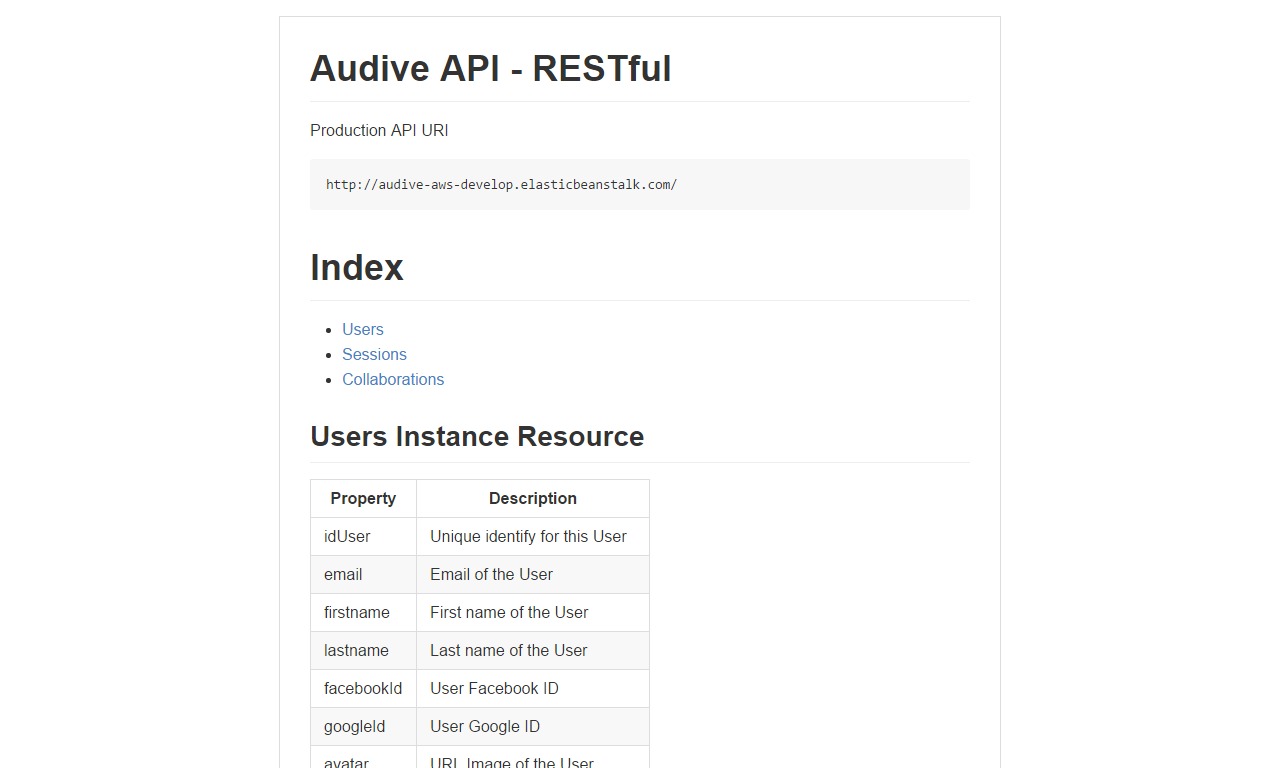 Audive API - RESTful
Production API URI
http://audive-aws-develop.elasticbeanstalk.com/
Index
Users
Sessions
Collaborations
Users Instance Resource
Property Description
idUser Unique identify for this User
email Email of the User
firstname First name of the User
lastname Last name of the User
facebookId User Facebook ID
googleId User Google ID
avatar URL Image of the User